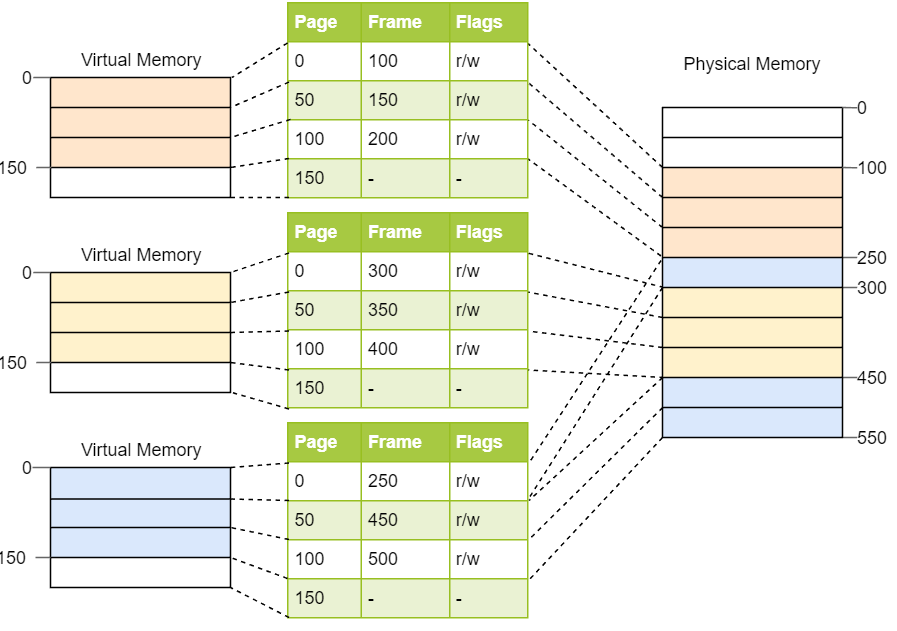 Virtual Memory
0
150
Page Frame Flags
0 100 r/w
50 150 r/w
100 200 r/w
150 - -
Virtual Memory
0
150
Page Frame Flags
0 300 r/w
50 350 r/w
100 400 r/w
150 - -
Virtual Memory
0
150
Page Frame Flags
0 250 r/w
50 450 r/w
100 500 r/w
150 - -
Physical Memory
0
100
250
300
450
550